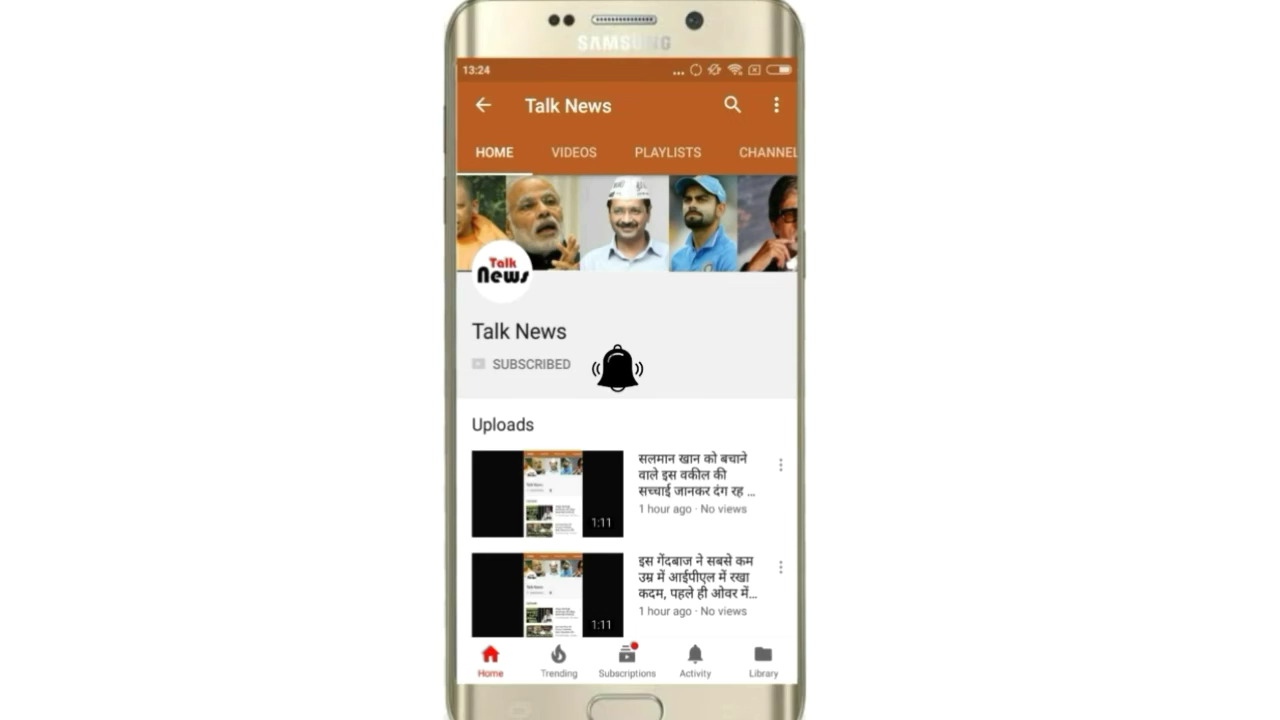 SAMSUNG
13:24
Talk News
HOME VIDEOS PLAYLISTS CHANNEL
Talk
News
Talk News
SUBSCRIBED
Uploads
सलमान खान को बचाने
वाले इस वकील की
सच्चाई जानकर दंग रह ...
1 hour ago · No views
1:11
इस गेंदबाज ने सबसे कम
उम्र में आईपीएल में रखा
कदम, पहले ही ओवर में...
1 hour ago · No views
1:11
Home Trending Subscriptions Activity Library